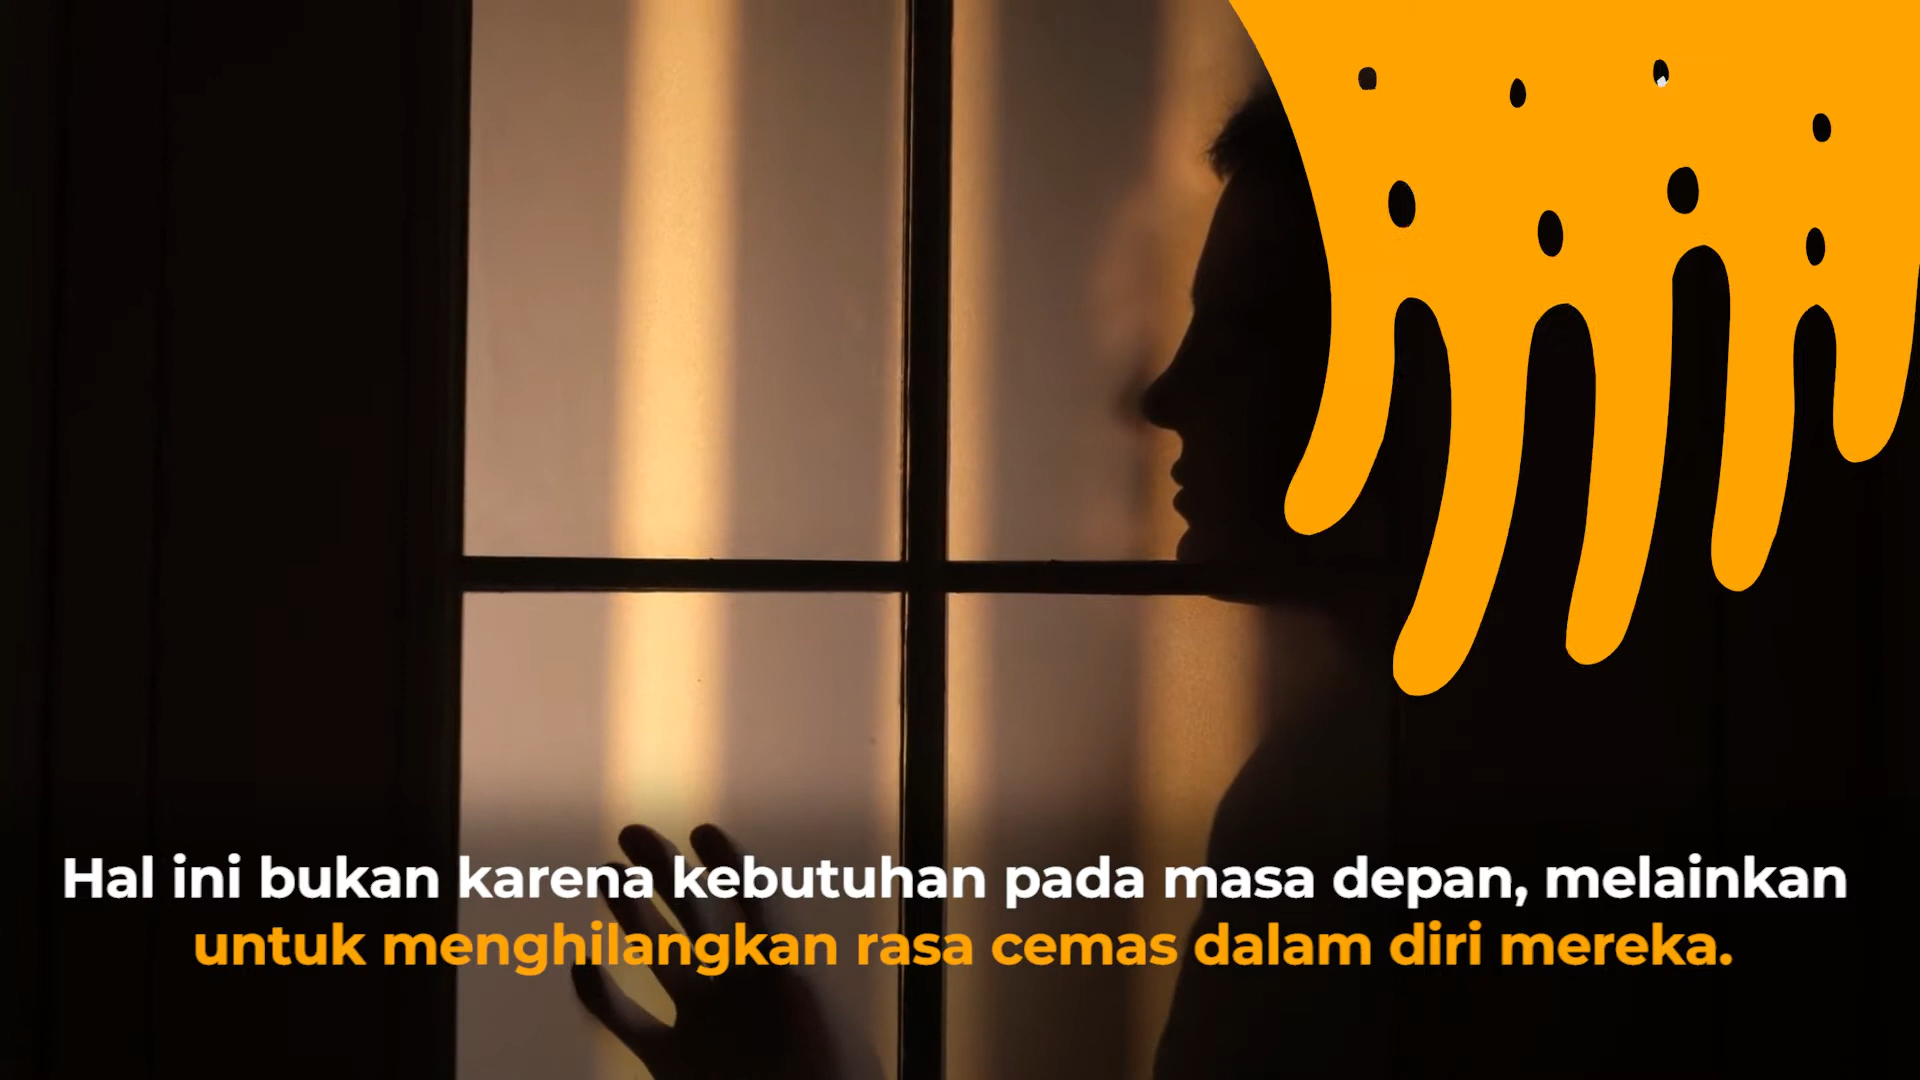 Hal ini bukan karena kebutuhan pada masa depan, melainkan
untuk menghilangkan rasa cemas dalam diri mereka.